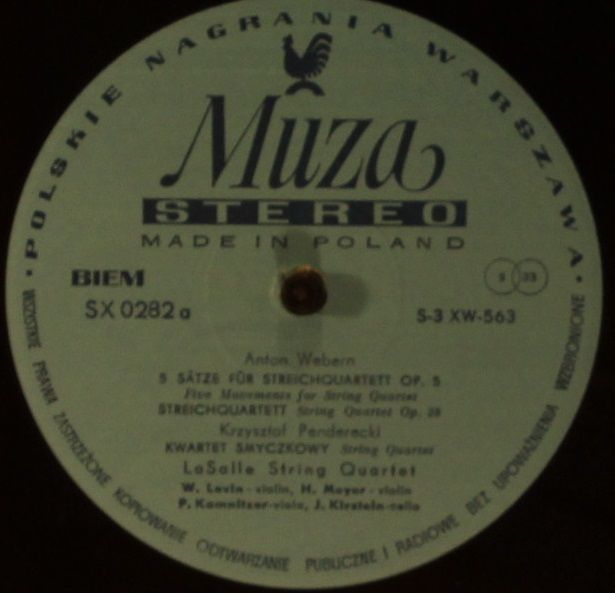 • POLSKIE NAGRANIA WARSZAWA •
Muza
STEREO
MADE IN POLAND
BIEM
SX 0282 a
S 33
S-3 XW-563
Anton Webern
5 SÄTZE FÜR STREICHQUARTETT OP. 5
Five Movements for String Quartet
STREICHQUARTETT String Quartet Op. 28
Krzysztof Penderecki
KWARTET SMYCZKOWY String Quartet
LaSalle String Quartet
W. Levin - violin, H. Meyer - violin
P. Kamnitzer - viola, J. Kirstein - cello
WSZYSTKIE PRAWA ZASTRZEŻONE KOPIOWANIE ODTWARZANIE PUBLICZNE I RADIOWE BEZ UPOWAŻNIENIA WZBRONIONE